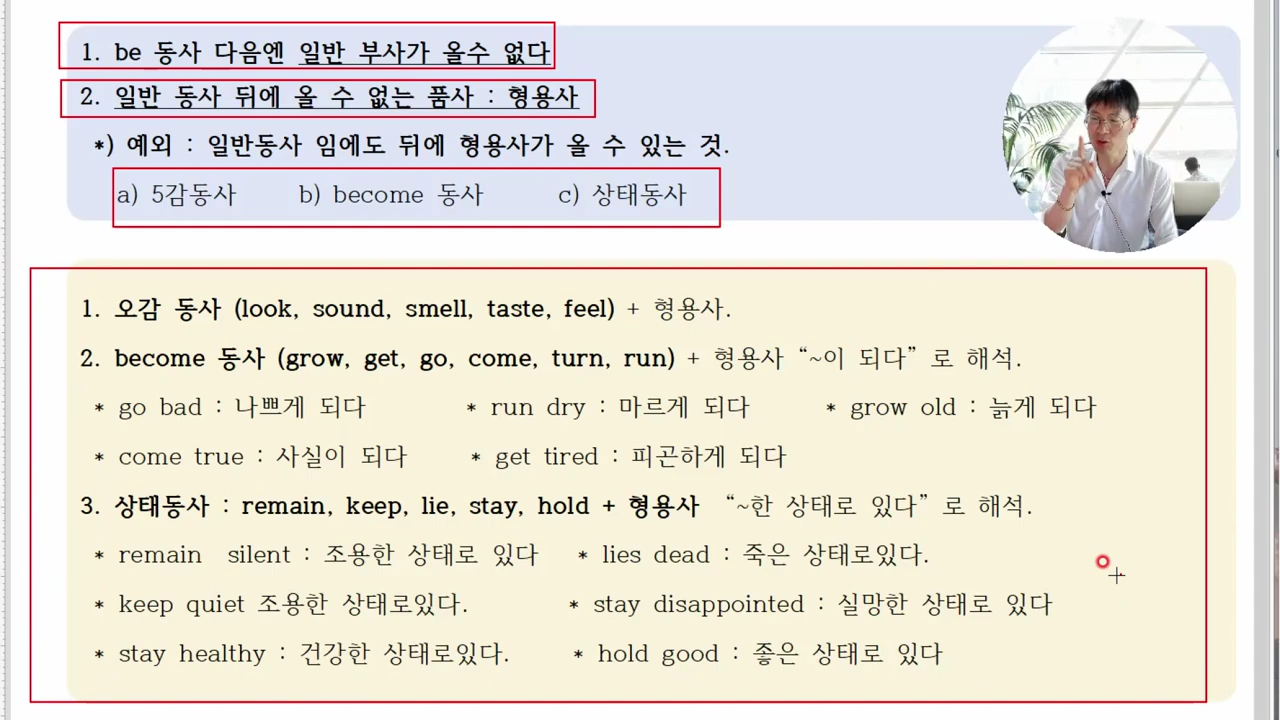 1. be 동사 다음엔 일반 부사가 올수 없다
2. 일반 동사 뒤에 올 수 없는 품사 : 형용사
*) 예외 : 일반동사 임에도 뒤에 형용사가 올 수 있는 것.
a) 5감동사 b) become 동사 c) 상태동사
1. 오감 동사 (look, sound, smell, taste, feel) + 형용사.
2. become 동사 (grow, get, go, come, turn, run) + 형용사 “~이 되다” 로 해석.
* go bad : 나쁘게 되다 * run dry : 마르게 되다 * grow old : 늙게 되다
* come true : 사실이 되다 * get tired : 피곤하게 되다
3. 상태동사 : remain, keep, lie, stay, hold + 형용사 “~한 상태로 있다” 로 해석.
* remain silent : 조용한 상태로 있다 * lies dead : 죽은 상태로있다.
* keep quiet 조용한 상태로있다. * stay disappointed : 실망한 상태로 있다
* stay healthy : 건강한 상태로있다. * hold good : 좋은 상태로 있다